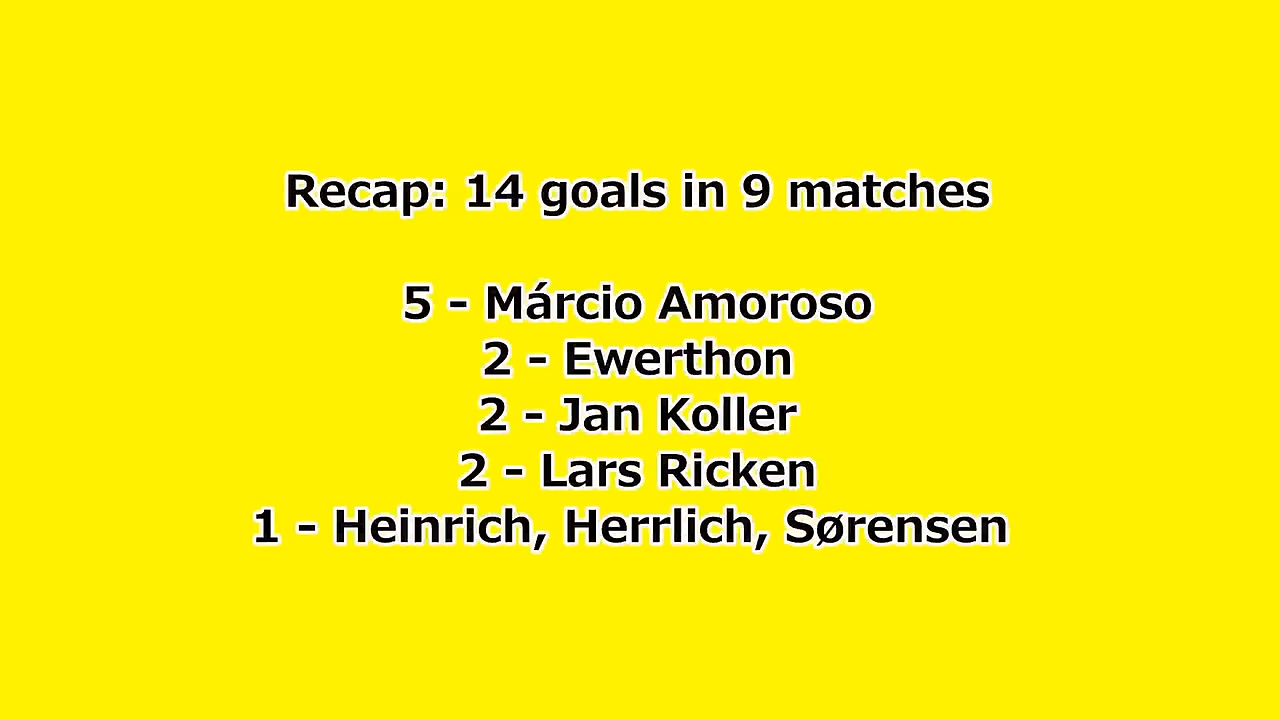 Recap: 14 goals in 9 matches
5 - Márcio Amoroso
2 - Ewerthon
2 - Jan Koller
2 - Lars Ricken
1 - Heinrich, Herrlich, Sørensen